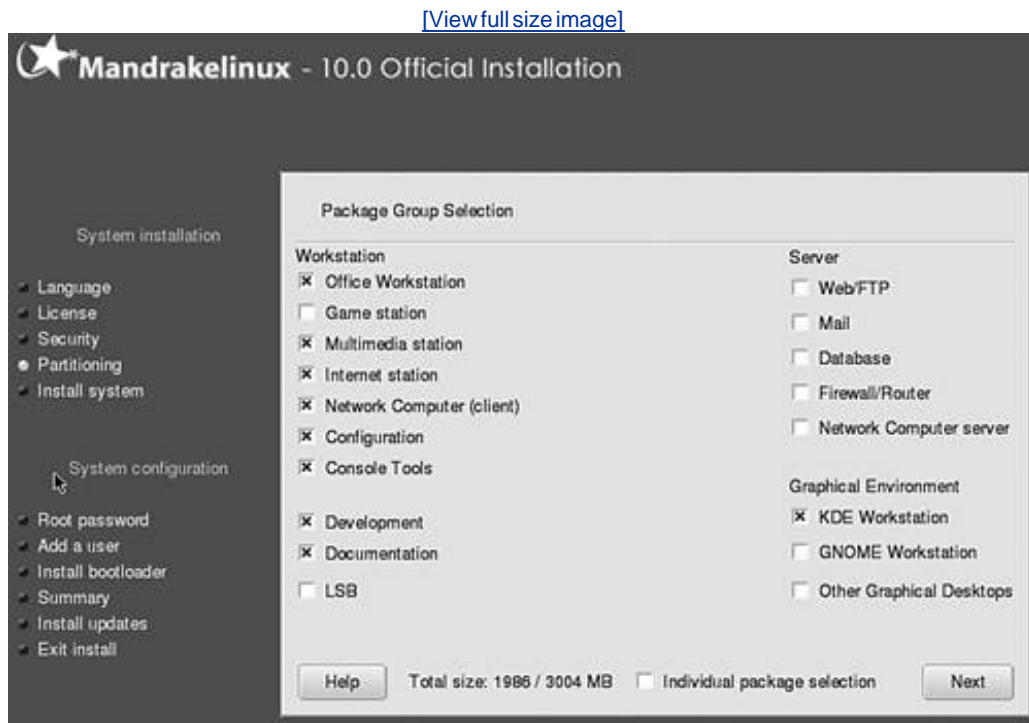 [View full size image]
Mandrakelinux - 10.0 Official Installation
System installation
Language
License
Security
Partitioning
Install system
System configuration
Root password
Add a user
Install bootloader
Summary
Install updates
Exit install
Package Group Selection
Workstation
Office Workstation
Game station
Multimedia station
Internet station
Network Computer (client)
Configuration
Console Tools
Development
Documentation
LSB
Server
Web/FTP
Mail
Database
Firewall/Router
Network Computer server
Graphical Environment
KDE Workstation
GNOME Workstation
Other Graphical Desktops
Help
Total size: 1986 / 3004 MB
Individual package selection
Next